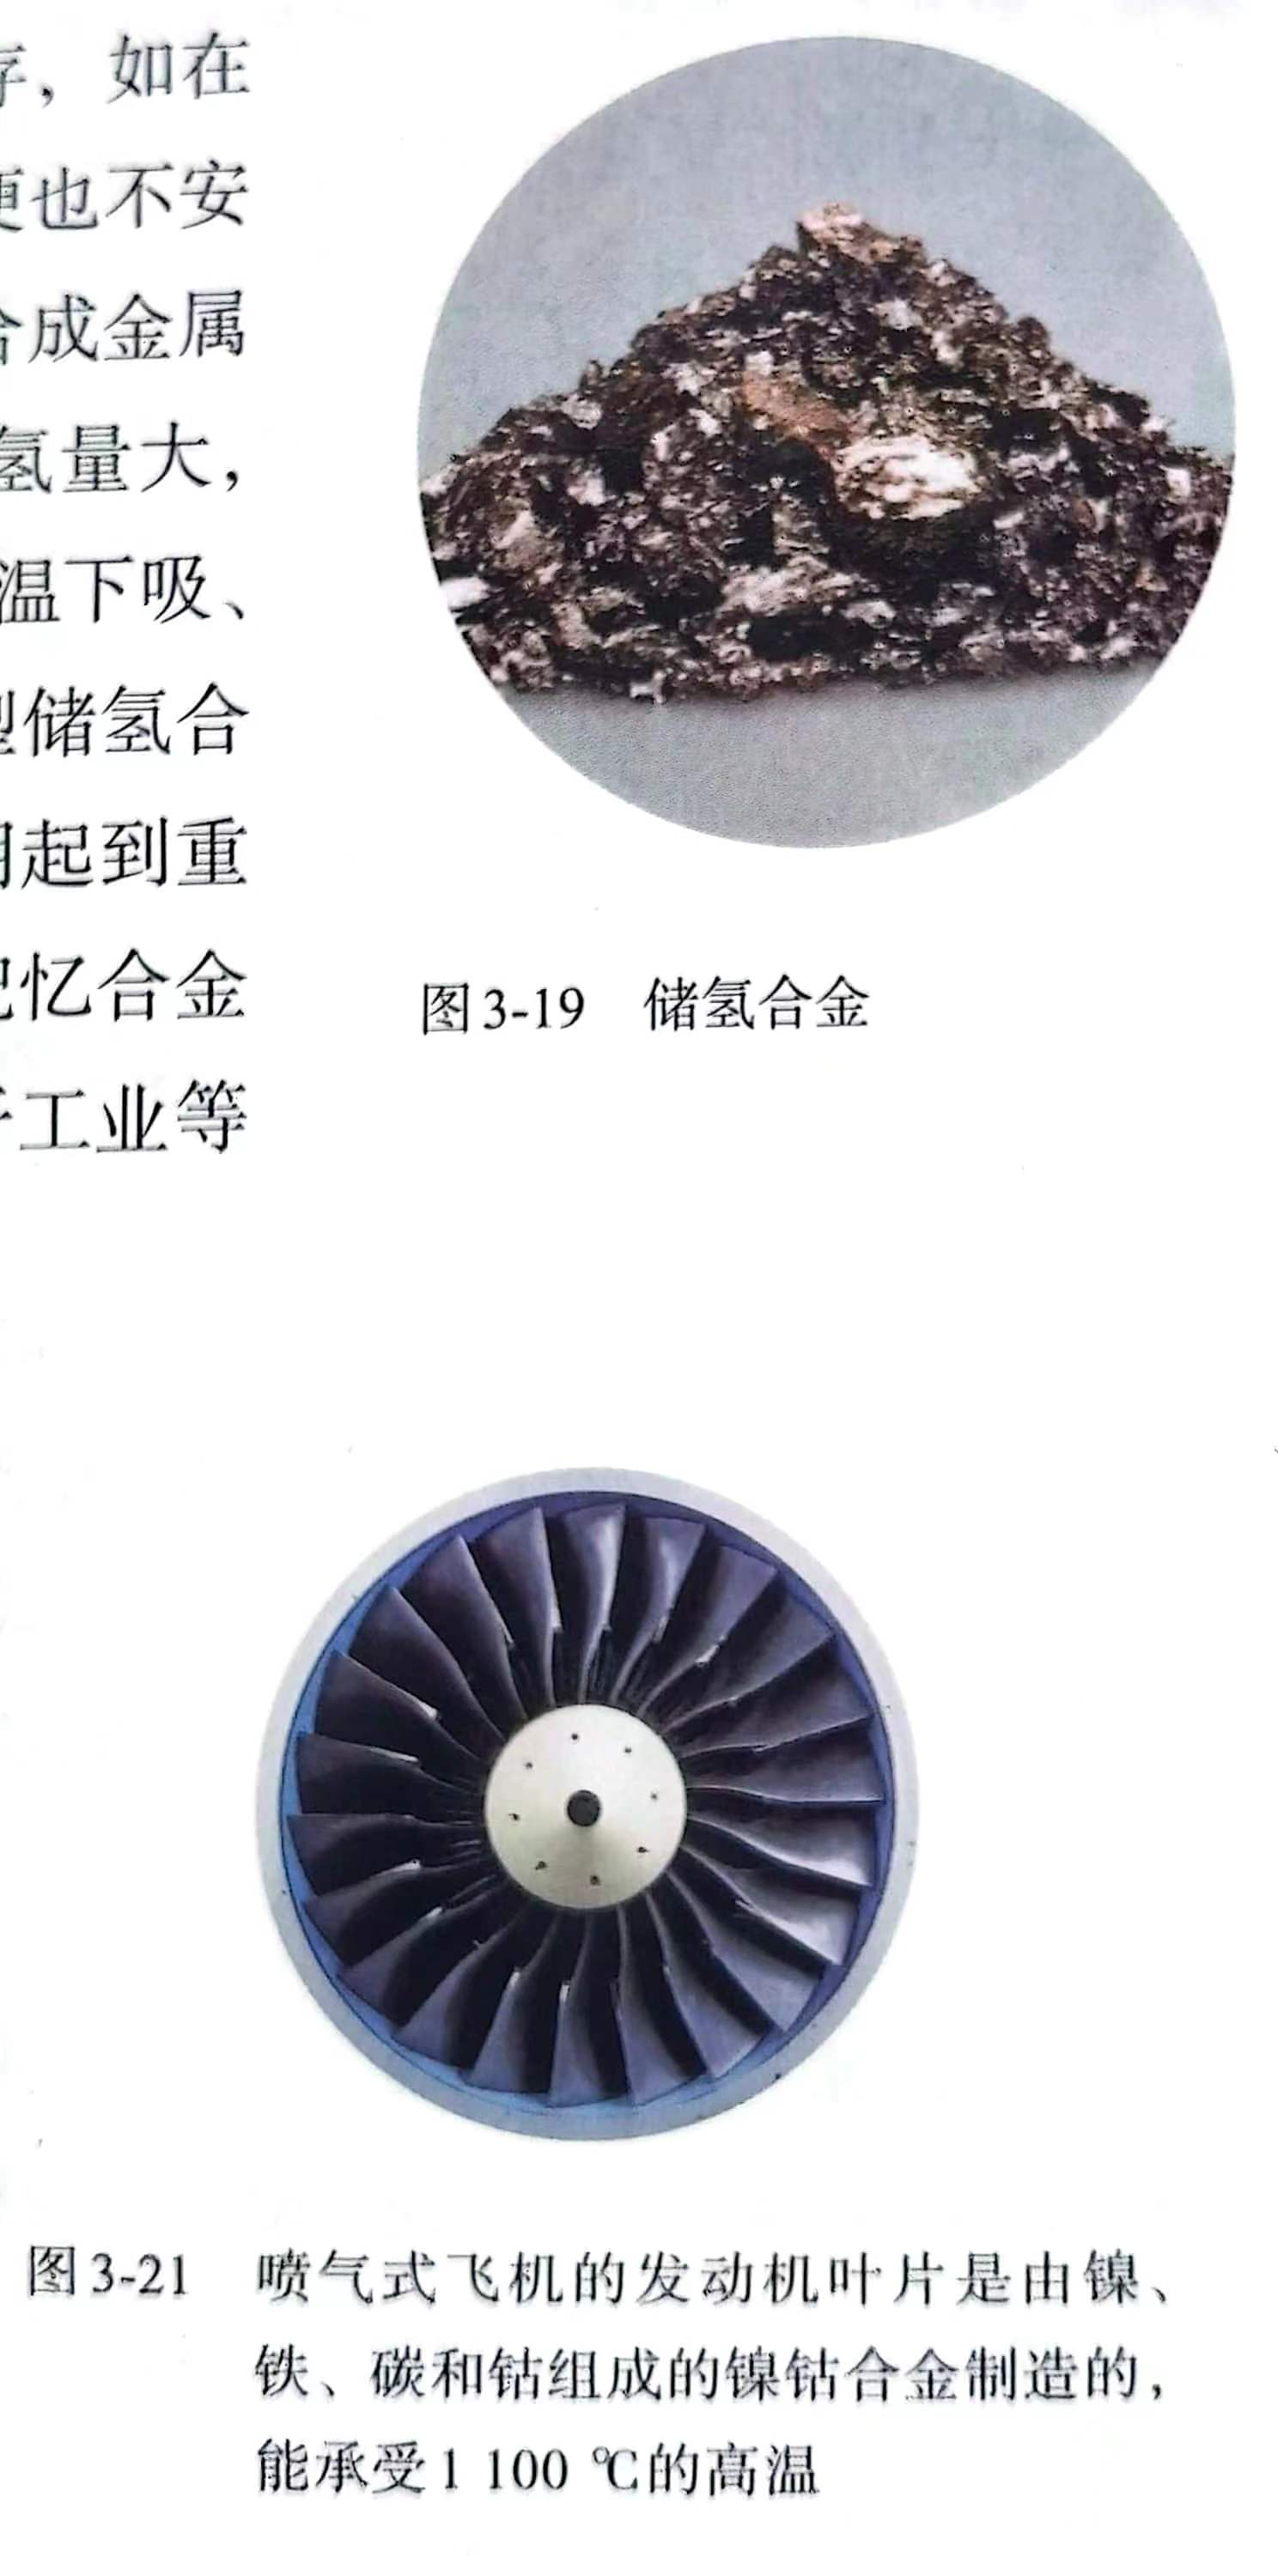 存，如在
便也不安
合成金属
氢量大，
温下吸、
型储氢合
用起到重
记忆合金
工业等
图3-19 储氢合金
图3-21 喷气式飞机的发动机叶片是由镍、
铁、碳和钴组成的镍钴合金制造的，
能承受1 100 ℃的高温